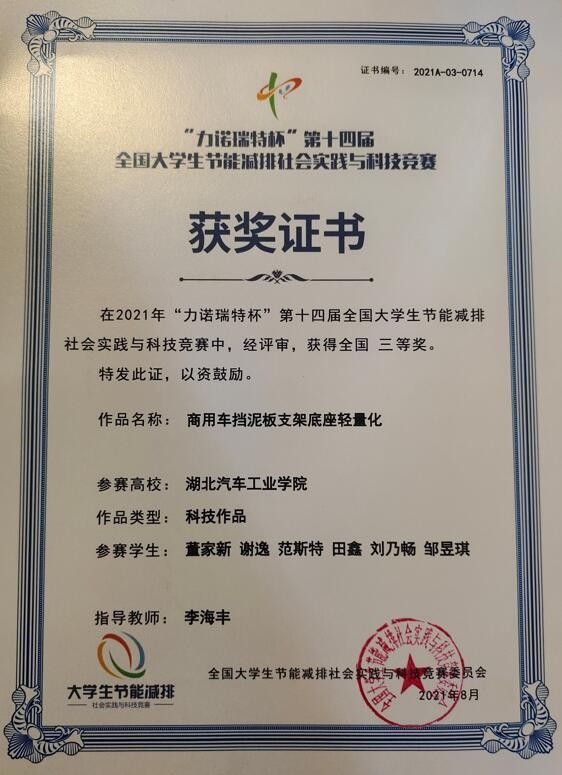 证书编号：2021A-03-0714
“力诺瑞特杯”第十四届
全国大学生节能减排社会实践与科技竞赛
获奖证书
在2021年“力诺瑞特杯”第十四届全国大学生节能减排
社会实践与科技竞赛中，经评审，获得全国 三等奖。
特发此证，以资鼓励。
作品名称： 商用车挡泥板支架底座轻量化
参赛高校： 湖北汽车工业学院
作品类型： 科技作品
参赛学生： 董家新 谢逸 范斯特 田鑫 刘乃畅 邹昱琪
指导教师： 李海丰
大学生节能减排
社会实践与科技竞赛
全国大学生节能减排社会实践与科技竞赛委员会
2021年8月